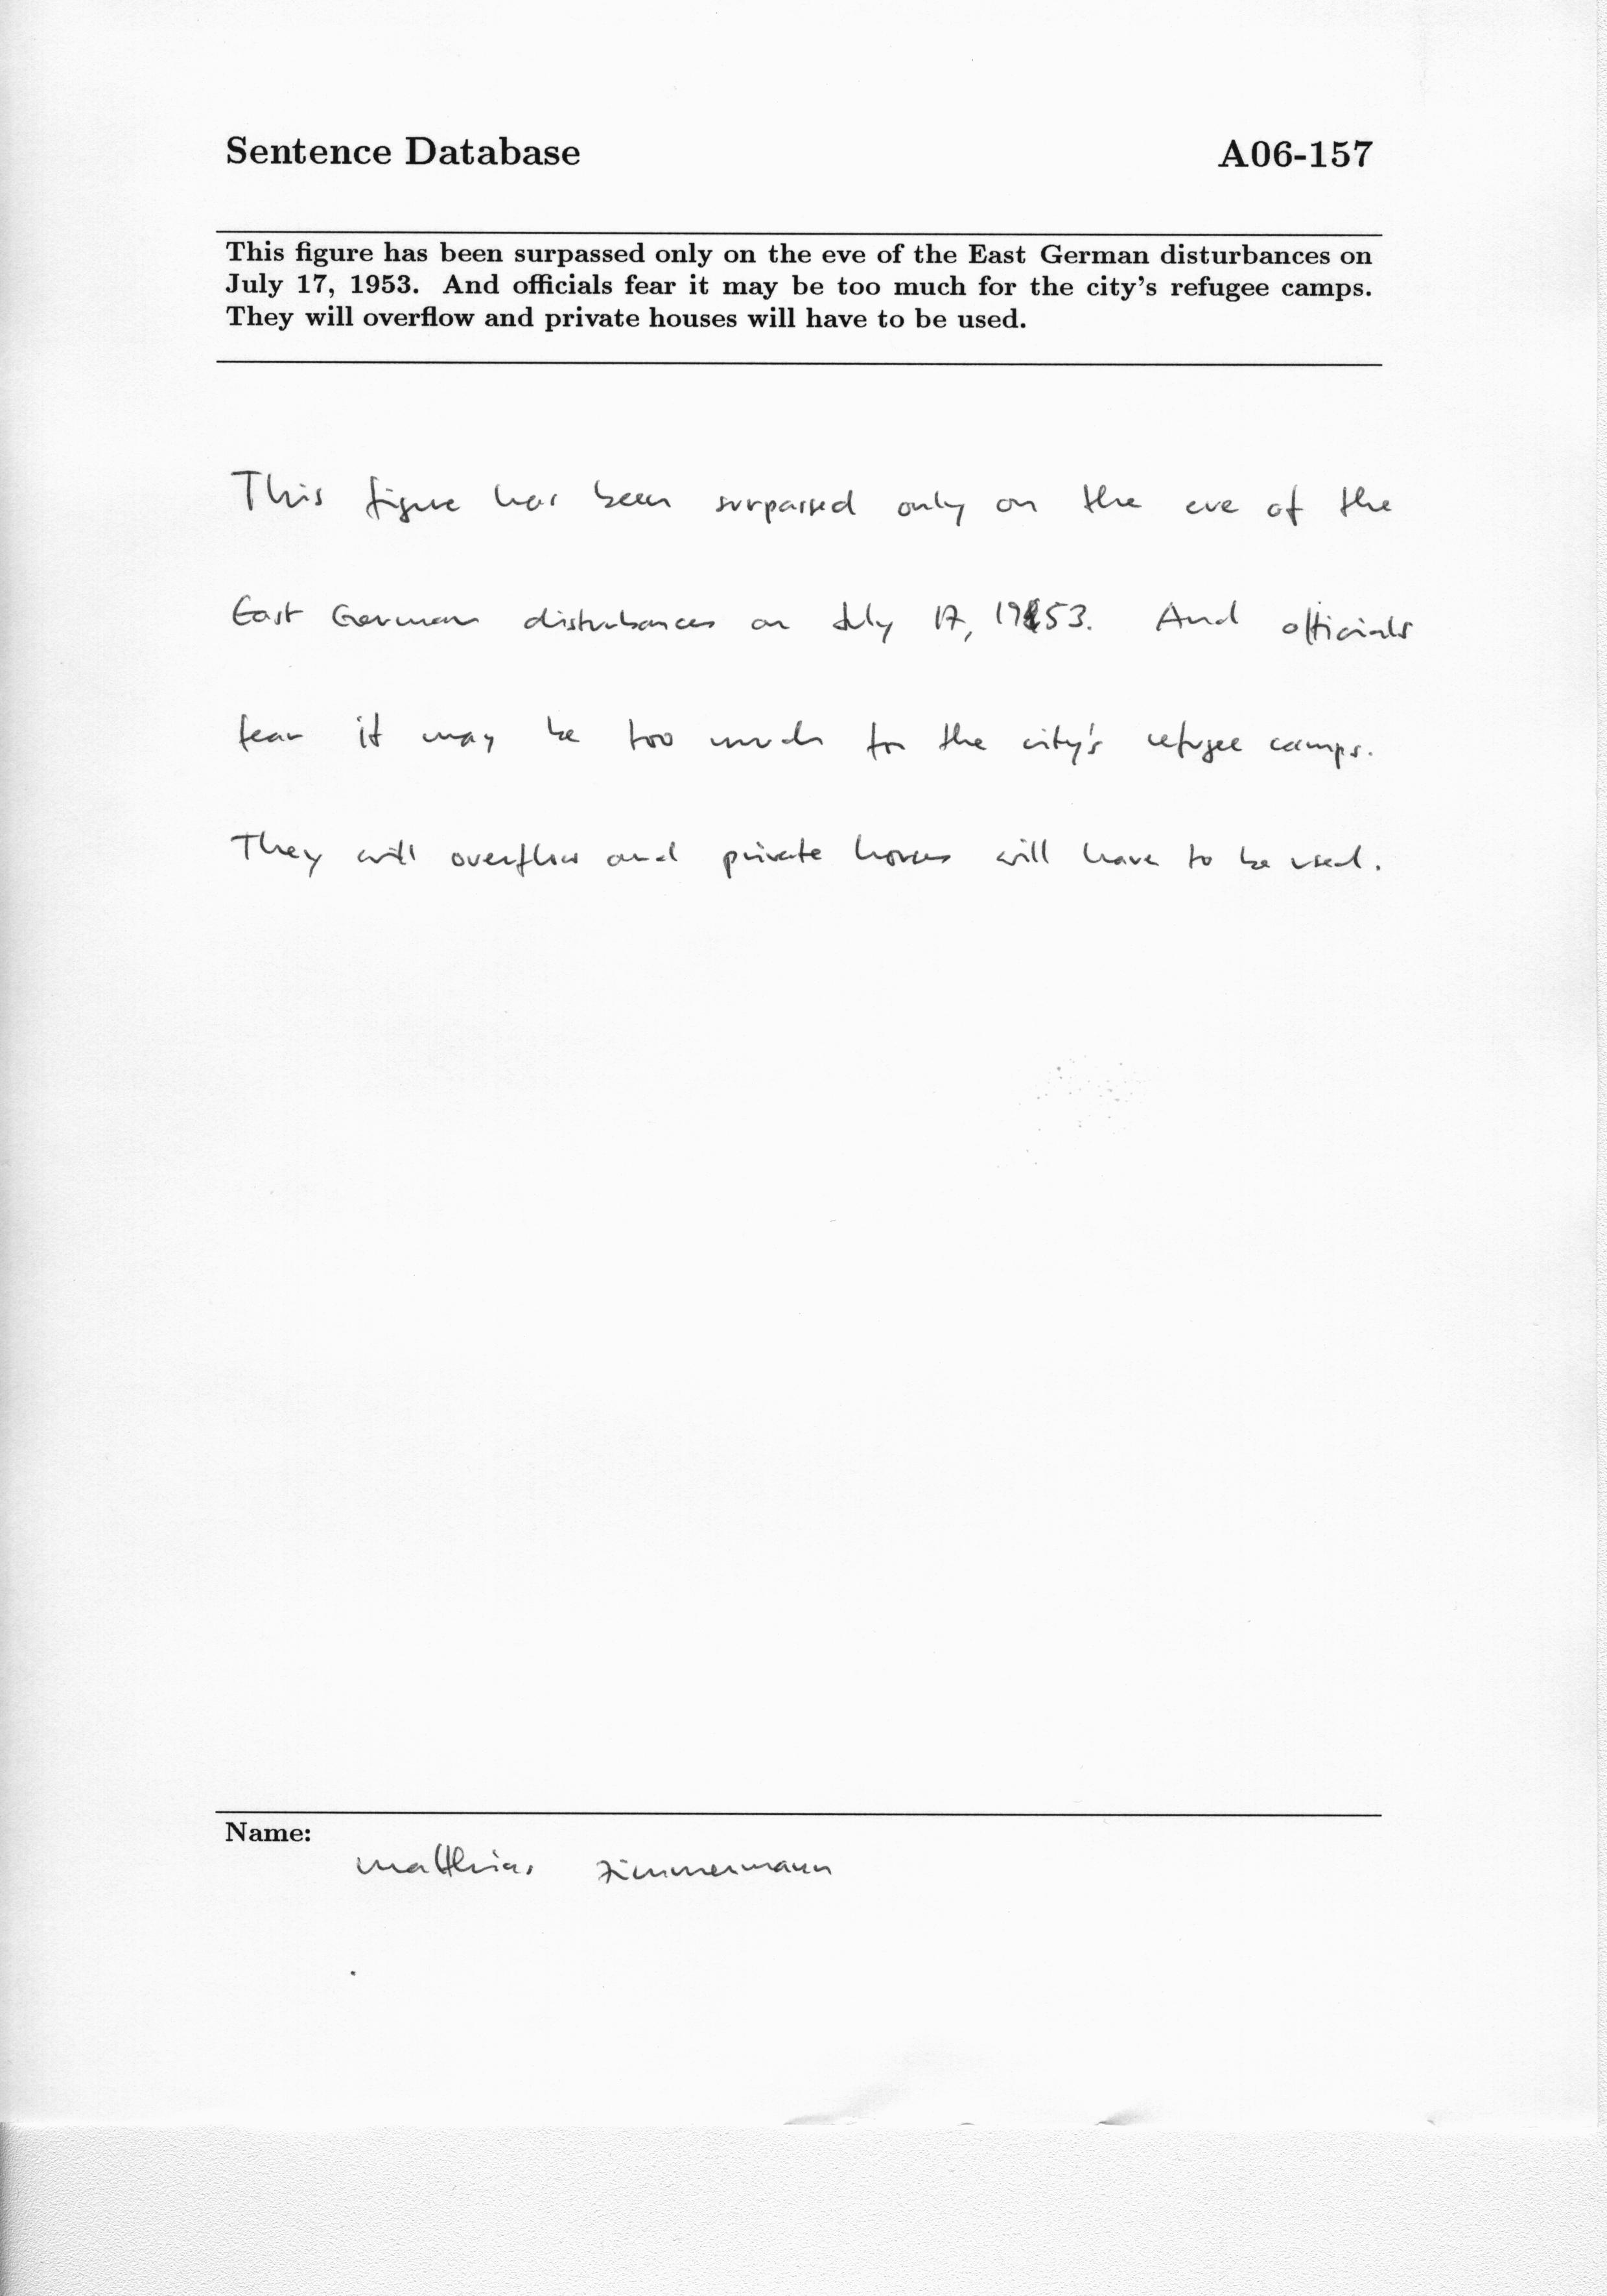 Sentence Database A06-157
This figure has been surpassed only on the eve of the East German disturbances on
July 17, 1953. And officials fear it may be too much for the city's refugee camps.
They will overflow and private houses will have to be used.
This figure has been surpassed only on the eve of the
East German disturbances on July 17, 1953. And officials
fear it may be too much for the city's refugee camps.
They will overflow and private houses will have to be used.
Name:
Matthias Zimmermann